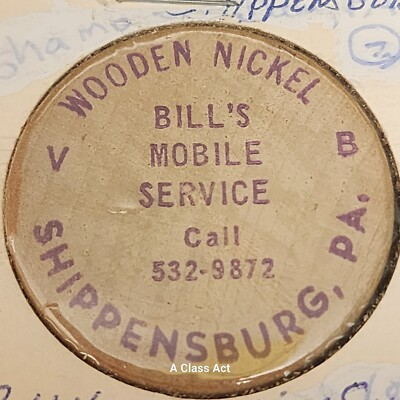 WOODEN NICKEL
BILL'S
V MOBILE B
SERVICE
Call
532-9872
SHIPPENSBURG, PA.
A Class Act